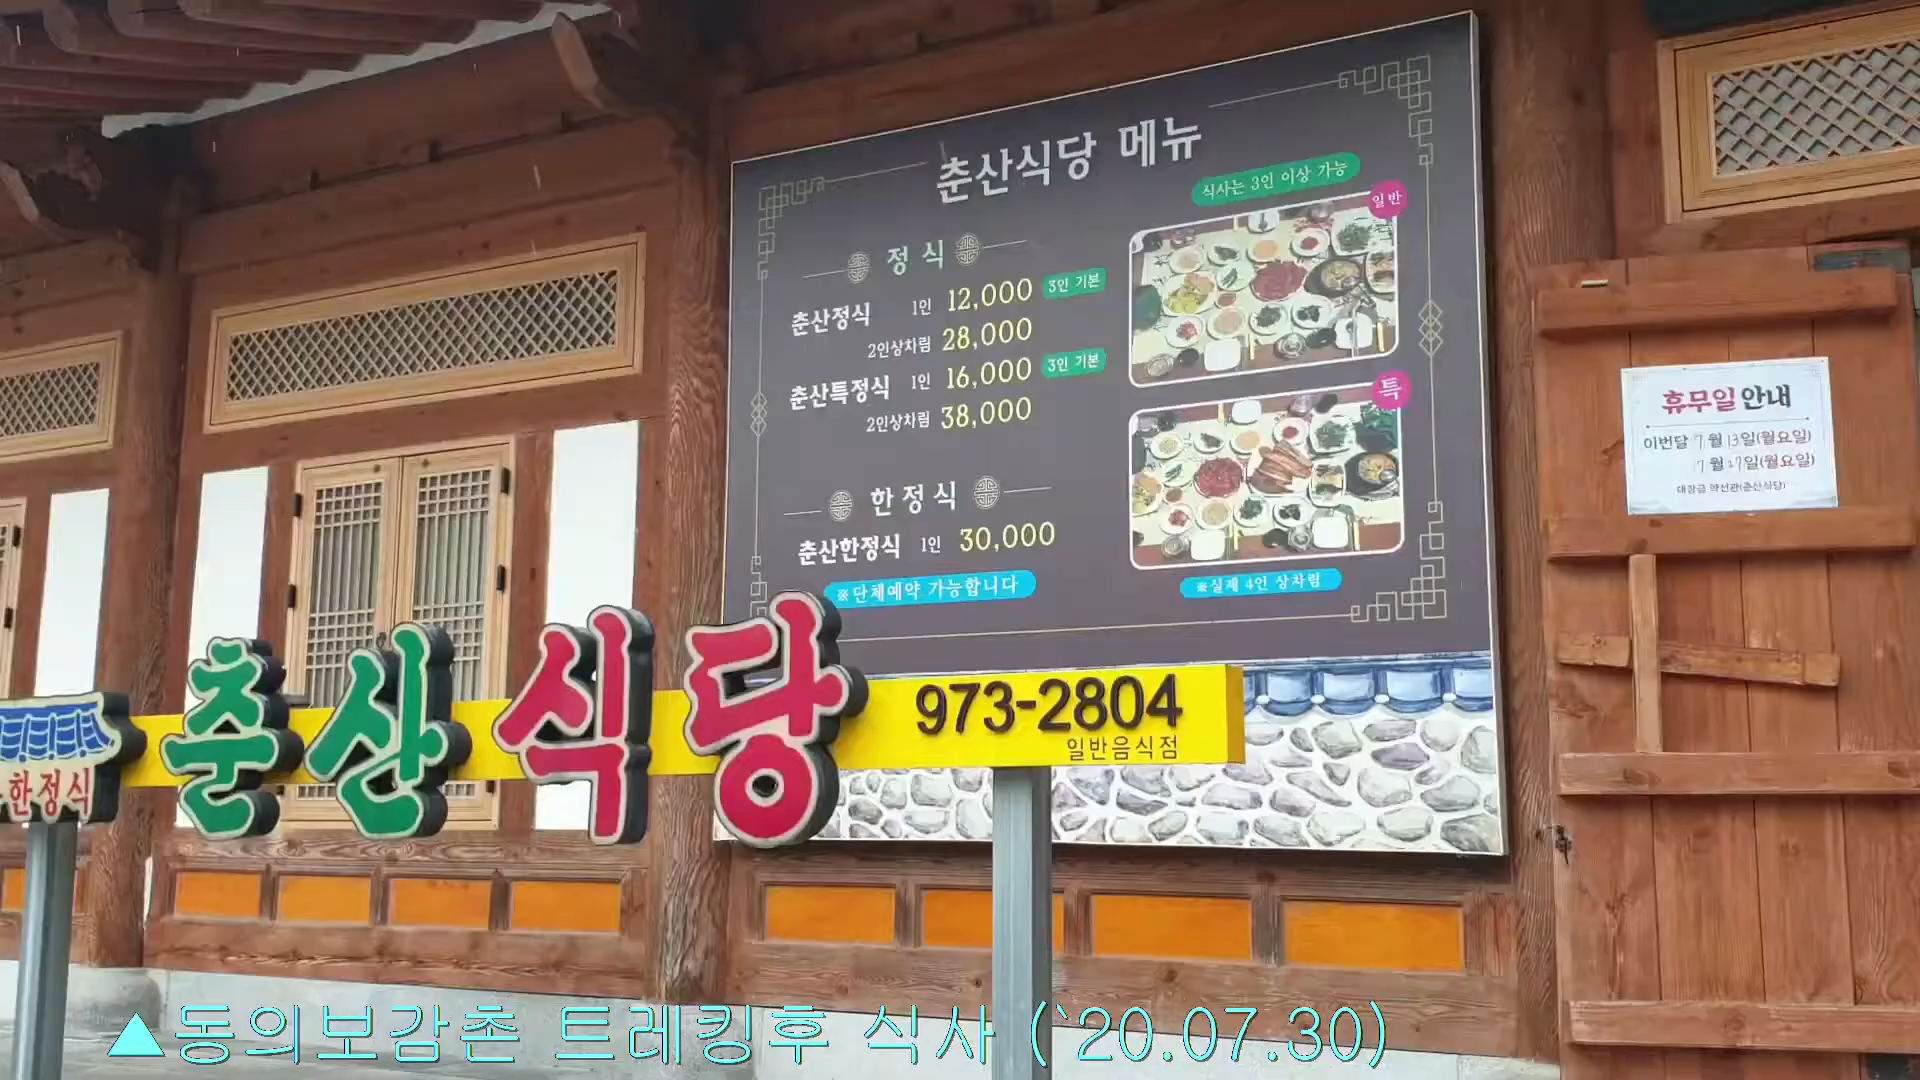 춘산식당 메뉴
식사는 3인 이상 가능
일반
정식
춘산정식 1인 12,000 3인 기본
2인상차림 28,000
춘산특정식 1인 16,000 3인 기본
2인상차림 38,000
특
한정식
춘산한정식 1인 30,000
※단체예약 가능합니다
※실제 4인 상차림
휴무일 안내
이번달 7월 13일(월요일)
7월 27일(월요일)
대장금 약선관(춘산식당)
한정식
춘산식당
973-2804
일반음식점
▲동의보감촌 트레킹후 식사 (`20.07.30)